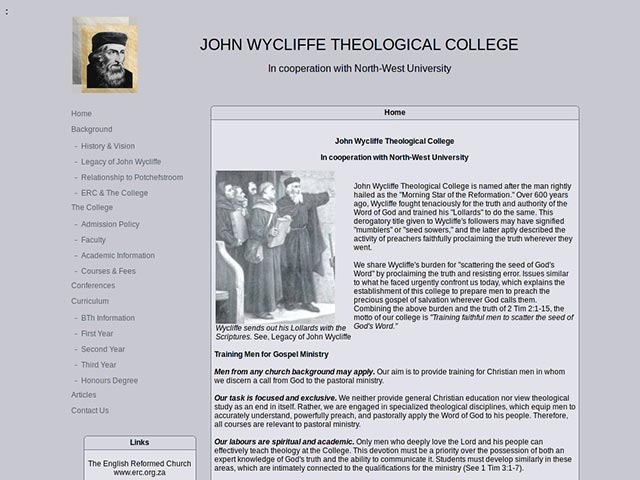 :
JOHN WYCLIFFE THEOLOGICAL COLLEGE
In cooperation with North-West University
Home
Background
- History & Vision
- Legacy of John Wycliffe
- Relationship to Potchefstroom
- ERC & The College
The College
- Admission Policy
- Faculty
- Academic Information
- Courses & Fees
Conferences
Curriculum
- BTh Information
- First Year
- Second Year
- Third Year
- Honours Degree
Articles
Contact Us
Links
The English Reformed Church
www.erc.org.za
Home
John Wycliffe Theological College
In cooperation with North-West University
John Wycliffe Theological College is named after the man rightly
hailed as the "Morning Star of the Reformation." Over 600 years
ago, Wycliffe fought tenaciously for the truth and authority of the
Word of God and trained his "Lollards" to do the same. This
derogatory title given to Wycliffe's followers may have signified
"mumblers" or "seed sowers," and the latter aptly described the
activity of preachers faithfully proclaiming the truth wherever they
went.
We share Wycliffe's burden for "scattering the seed of God's
Word" by proclaiming the truth and resisting error. Issues similar
to what he faced urgently confront us today, which explains the
establishment of this college to prepare men to preach the
precious gospel of salvation wherever God calls them.
Combining the above burden and the truth of 2 Tim 2:1-15, the
motto of our college is "Training faithful men to scatter the seed of
God's Word."
Wycliffe sends out his Lollards with the
Scriptures. See, Legacy of John Wycliffe
Training Men for Gospel Ministry
Men from any church background may apply. Our aim is to provide training for Christian men in whom
we discern a call from God to the pastoral ministry.
Our task is focused and exclusive. We neither provide general Christian education nor view theological
study as an end in itself. Rather, we are engaged in specialized theological disciplines, which equip men to
accurately understand, powerfully preach, and pastorally apply the Word of God to his people. Therefore,
all courses are relevant to pastoral ministry.
Our labours are spiritual and academic. Only men who deeply love the Lord and his people can
effectively teach theology at the College. This devotion must be a priority over the possession of both an
expert knowledge of God's truth and the ability to communicate it. Students must develop similarly in these
areas, which are intimately connected to the qualifications for the ministry (See 1 Tim 3:1-7).